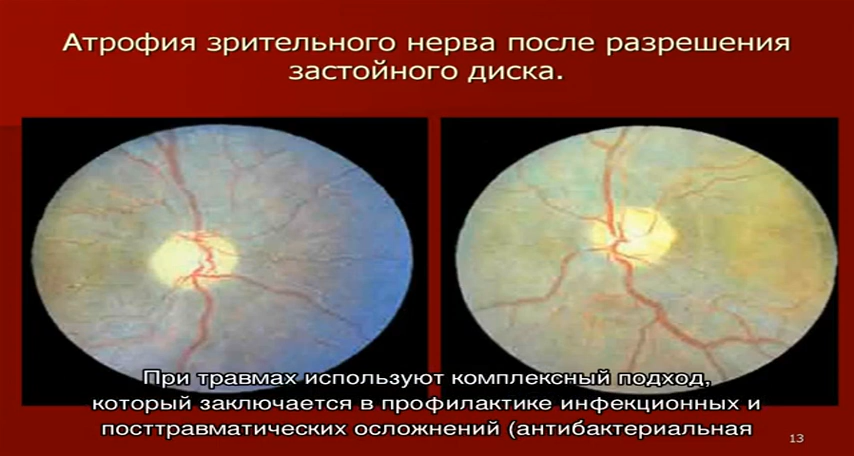 Атрофия зрительного нерва после разрешения
застойного диска.
При травмах используют комплексный подход,
который заключается в профилактике инфекционных и
посттравматических осложнений (антибактериальная
13